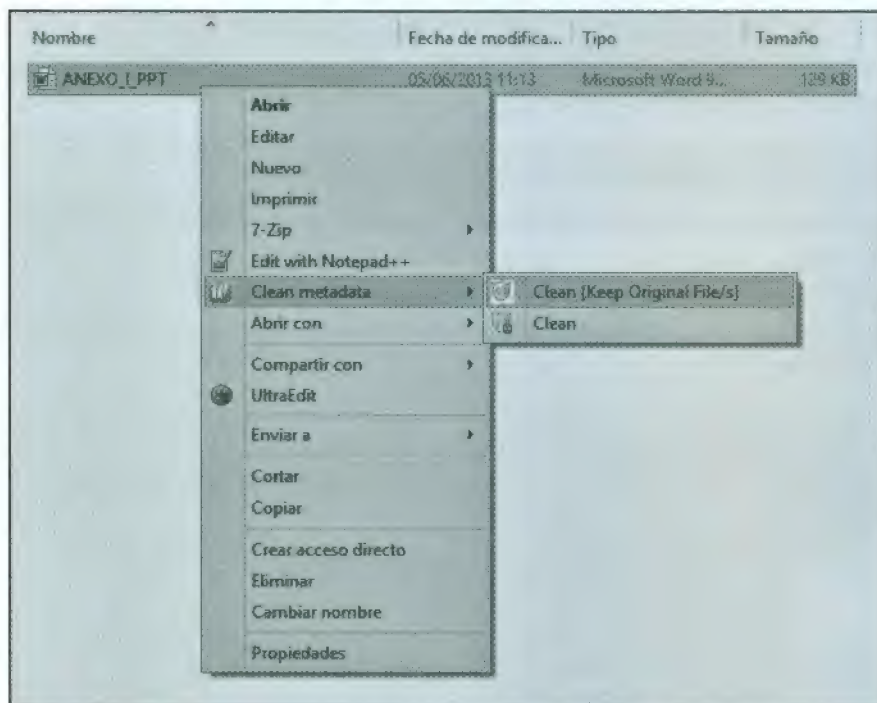 Nombre Fecha de modifica... Tipo Tamaño
ANEXO_I_PPT 05/06/2013 11:13 Microsoft Word 9... 129 KB
Abrir
Editar
Nuevo
Imprimir
7-Zip
Edit with Notepad++
Clean metadata
Clean (Keep Original File/s)
Clean
Abrir con
Compartir con
UltraEdit
Enviar a
Cortar
Copiar
Crear acceso directo
Eliminar
Cambiar nombre
Propiedades